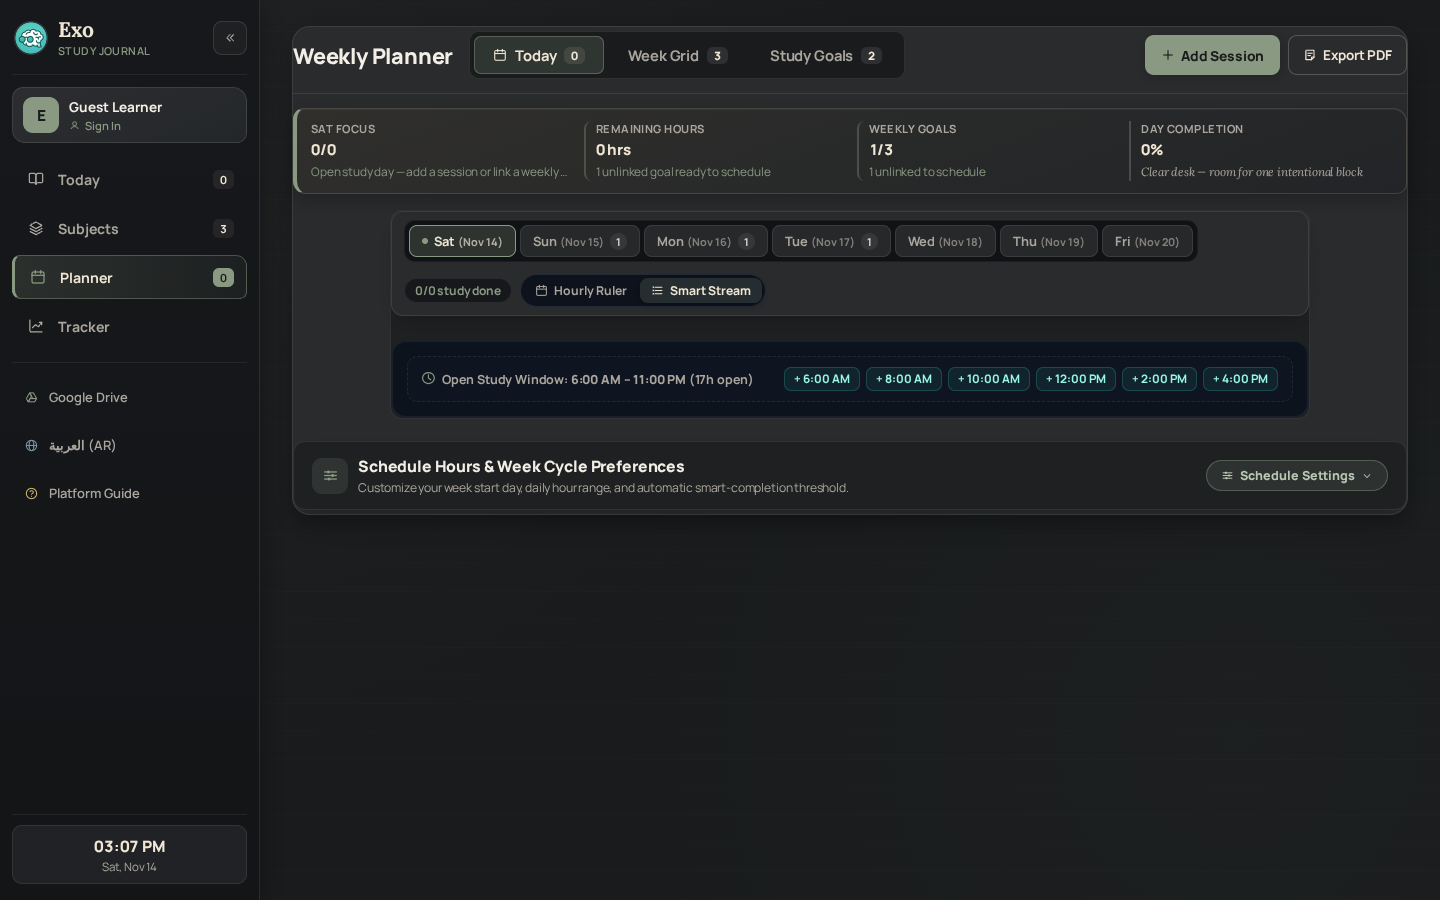 Exo
STUDY JOURNAL
E
Guest Learner
Sign In
Today 0
Subjects 3
Planner 0
Tracker
Google Drive
العربية (AR)
Platform Guide
03:07 PM
Sat, Nov 14
Weekly Planner
Today 0
Week Grid 3
Study Goals 2
+ Add Session
Export PDF
SAT FOCUS
0/0
Open study day — add a session or link a weekly...
REMAINING HOURS
0 hrs
1 unlinked goal ready to schedule
WEEKLY GOALS
1/3
1 unlinked to schedule
DAY COMPLETION
0%
Clear desk — room for one intentional block
Sat (Nov 14)
Sun (Nov 15) 1
Mon (Nov 16) 1
Tue (Nov 17) 1
Wed (Nov 18)
Thu (Nov 19)
Fri (Nov 20)
0/0 study done
Hourly Ruler
Smart Stream
Open Study Window: 6:00 AM – 11:00 PM (17h open)
+ 6:00 AM
+ 8:00 AM
+ 10:00 AM
+ 12:00 PM
+ 2:00 PM
+ 4:00 PM
Schedule Hours & Week Cycle Preferences
Customize your week start day, daily hour range, and automatic smart-completion threshold.
Schedule Settings